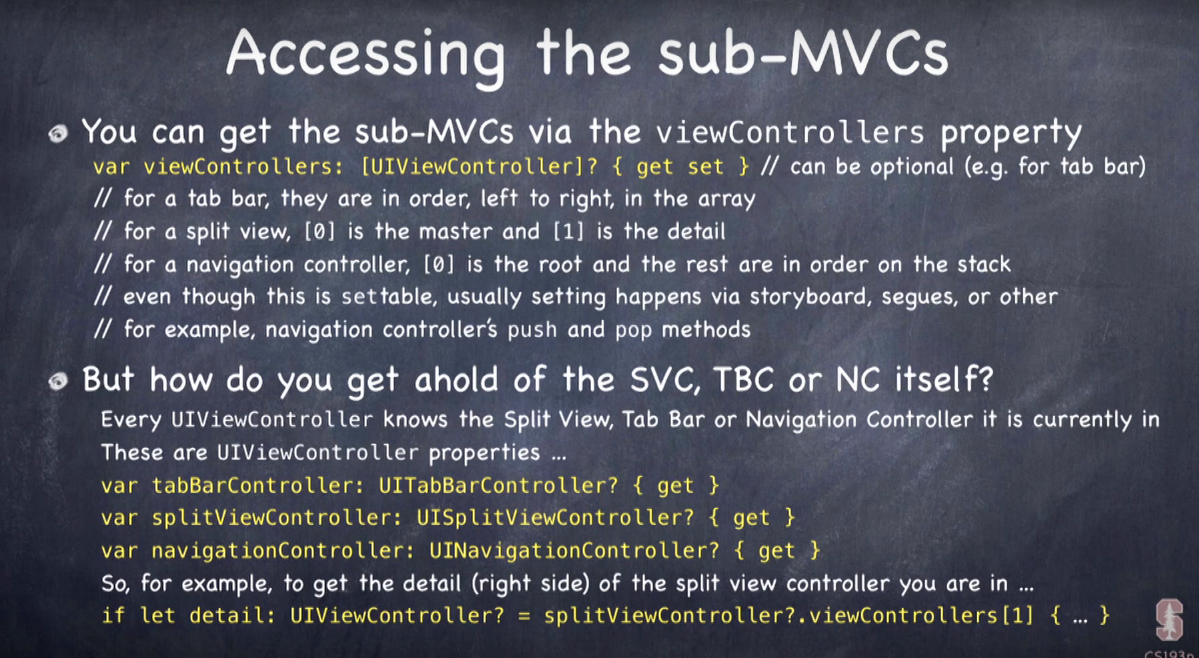 Accessing the sub-MVCs
You can get the sub-MVCs via the viewControllers property
var viewControllers: [UIViewController]? { get set } // can be optional (e.g. for tab bar)
// for a tab bar, they are in order, left to right, in the array
// for a split view, [0] is the master and [1] is the detail
// for a navigation controller, [0] is the root and the rest are in order on the stack
// even though this is settable, usually setting happens via storyboard, segues, or other
// for example, navigation controller's push and pop methods
But how do you get ahold of the SVC, TBC or NC itself?
Every UIViewController knows the Split View, Tab Bar or Navigation Controller it is currently in
These are UIViewController properties …
var tabBarController: UITabBarController? { get }
var splitViewController: UISplitViewController? { get }
var navigationController: UINavigationController? { get }
So, for example, to get the detail (right side) of the split view controller you are in …
if let detail: UIViewController? = splitViewController?.viewControllers[1] { … }
CS193p